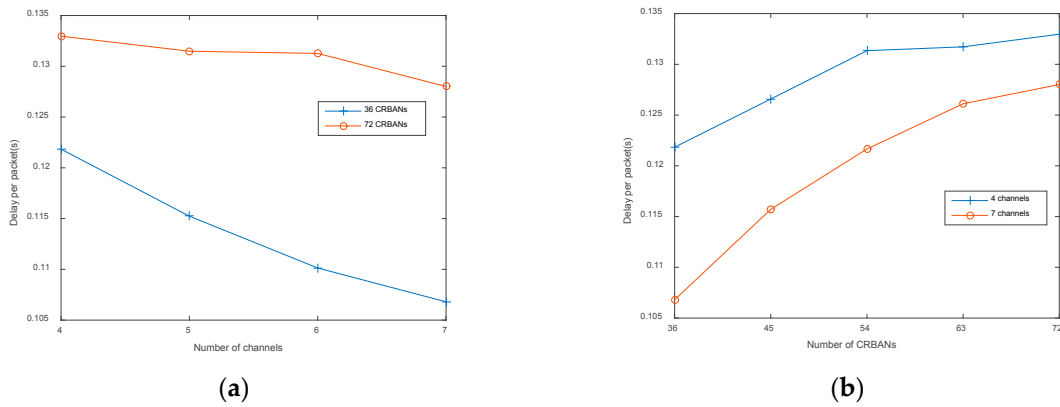 0.135
0.13
0.125
0.12
0.115
0.11
0.105
Delay per packet(s)
36 CRBANs
72 CRBANs
4 5 6 7
Number of channels
(a)
0.135
0.13
0.125
0.12
0.115
0.11
0.105
Delay per packet(s)
4 channels
7 channels
36 45 54 63 72
Number of CRBANs
(b)